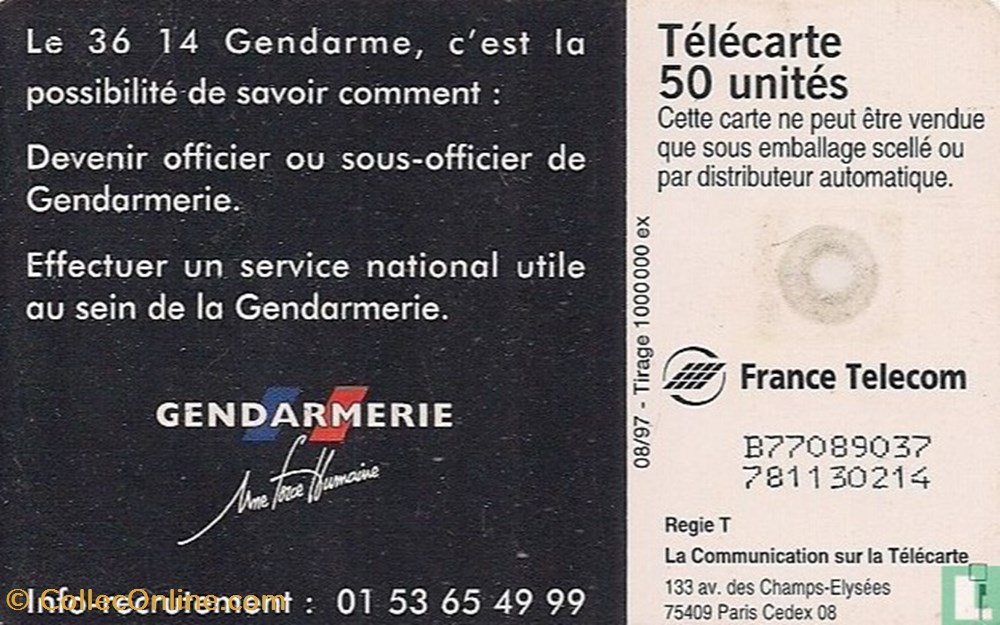 Le 36 14 Gendarme, c'est la
possibilité de savoir comment :
Devenir officier ou sous-officier de
Gendarmerie.
Effectuer un service national utile
au sein de la Gendarmerie.
GENDARMERIE
Une Force Humaine
Info-recrutement : 01 53 65 49 99
© CollecOnline.com
08/97 - Tirage 1000000 ex
Télécarte
50 unités
Cette carte ne peut être vendue
que sous emballage scellé ou
par distributeur automatique.
France Telecom
B77089037
781130214
Regie T
La Communication sur la Télécarte
133 av. des Champs-Elysées
75409 Paris Cedex 08